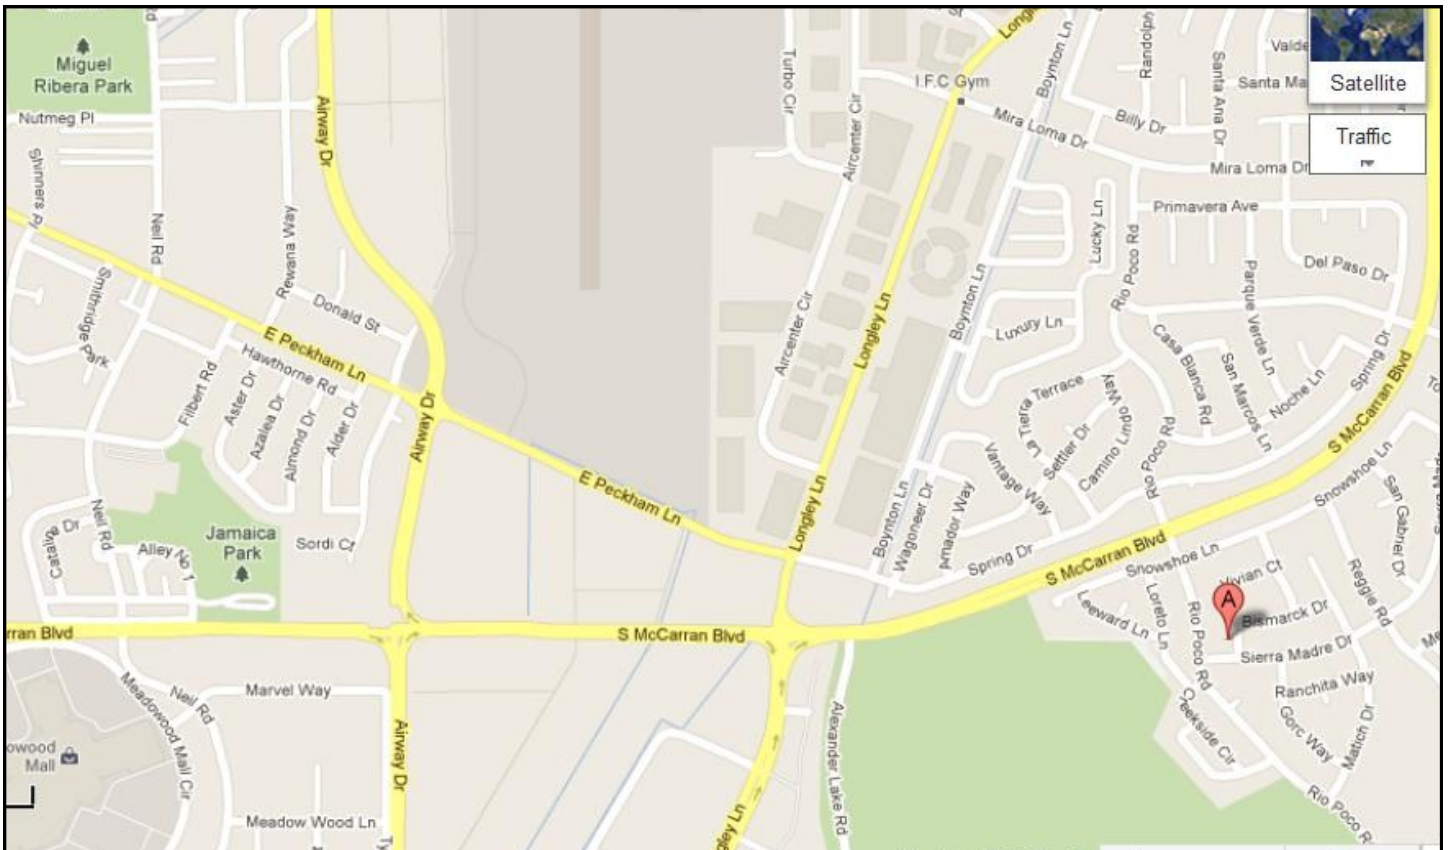 Rd
Miguel
Ribera Park
Nutmeg Pl
Shinners Pl
Neil Rd
Rewana Way
Airway Dr
Turbo Cir
Aircenter Cir
Longley
I.F.C Gym
Boynton Ln
Randolph
Santa Ana Dr
Satellite
Traffic
Mira Loma Dr
Billy Dr
Mira Loma Dr
Primavera Ave
Lucky Ln
Rio Poco Rd
Parque Verde Ln
Del Paso Dr
Smithridge Park
Donald St
E Peckham Ln
Hawthorne Rd
Filbert Rd
Aster Dr
Azalea Dr
Almond Dr
Alder Dr
Airway Dr
Aircenter Cir
Longley Ln
Boynton Ln
Luxury Ln
Casa Blanca Rd
San Marcos Ln
Noche Ln
Spring Dr
S McCarran Blvd
La Tierra Terrace
Settler Dr
Camino Lindo Way
Rio Poco Rd
Vantage Way
E Peckham Ln
Longley Ln
Boynton Ln
Wagoneer Dr
Amador Way
Spring Dr
S McCarran Blvd
Snowshoe Ln
Snowshoe Ln
San Gabriel Dr
Neil Rd
Catalina Dr
Alley No 1
Jamaica
Park
Sordi Ct
rran Blvd
S McCarran Blvd
Leeward Ln
Loreto Ln
Rio Poco Rd
Vivian Ct
A
Bismarck Dr
Reggie Rd
Sierra Madre Dr
Ranchita Way
Meadowood Mall Cir
Neil Rd
Marvel Way
Airway Dr
Alexander Lake Rd
Creekside Cir
Gorc Way
Match Dr
owood
Mall
Meadow Wood Ln
gley Ln
Rio Poco R